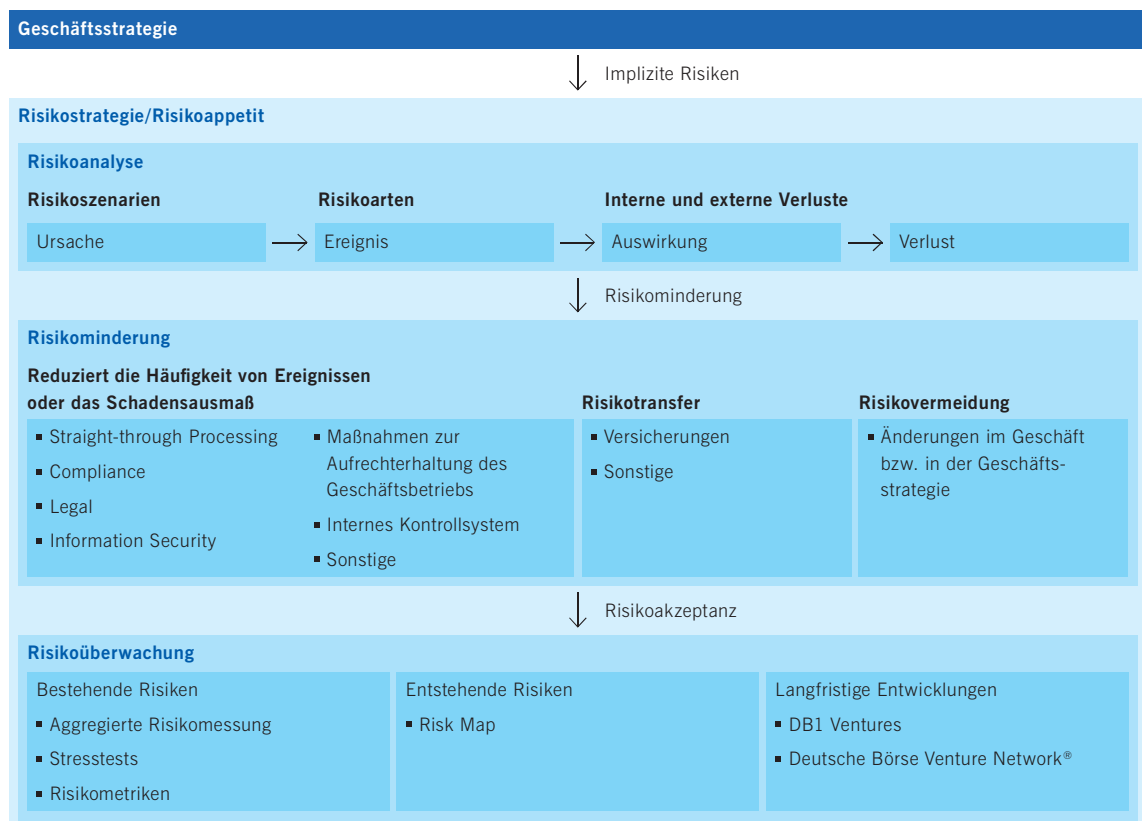 Geschäftsstrategie
Implizite Risiken
Risikostrategie/Risikoappetit
Risikoanalyse
Risikoszenarien
Risikoarten
Interne und externe Verluste
Ursache
Ereignis
Auswirkung
Verlust
Risikominderung
Risikominderung
Reduziert die Häufigkeit von Ereignissen
oder das Schadensausmaß
▪ Straight-through Processing
▪ Compliance
▪ Legal
▪ Information Security
▪ Maßnahmen zur
Aufrechterhaltung des
Geschäftsbetriebs
▪ Internes Kontrollsystem
▪ Sonstige
Risikotransfer
▪ Versicherungen
▪ Sonstige
Risikovermeidung
▪ Änderungen im Geschäft
bzw. in der Geschäfts-
strategie
Risikoakzeptanz
Risikoüberwachung
Bestehende Risiken
▪ Aggregierte Risikomessung
▪ Stresstests
▪ Risikometriken
Entstehende Risiken
▪ Risk Map
Langfristige Entwicklungen
▪ DB1 Ventures
▪ Deutsche Börse Venture Network®